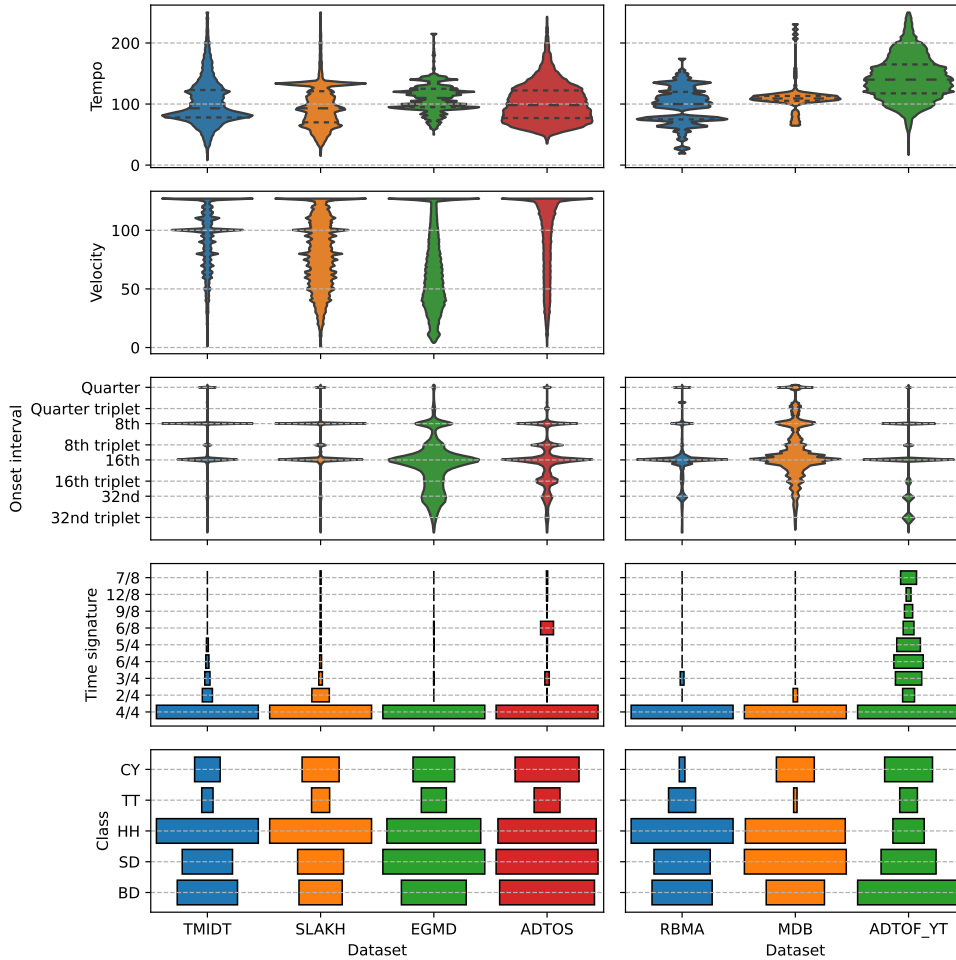 Tempo
200
100
0
Velocity
100
50
0
Onset interval
Quarter
Quarter triplet
8th
8th triplet
16th
16th triplet
32nd
32nd triplet
Time signature
7/8
12/8
9/8
6/8
5/4
6/4
3/4
2/4
4/4
Class
CY
TT
HH
SD
BD
TMIDT SLAKH EGMD ADTOS RBMA MDB ADTOF_YT
Dataset Dataset